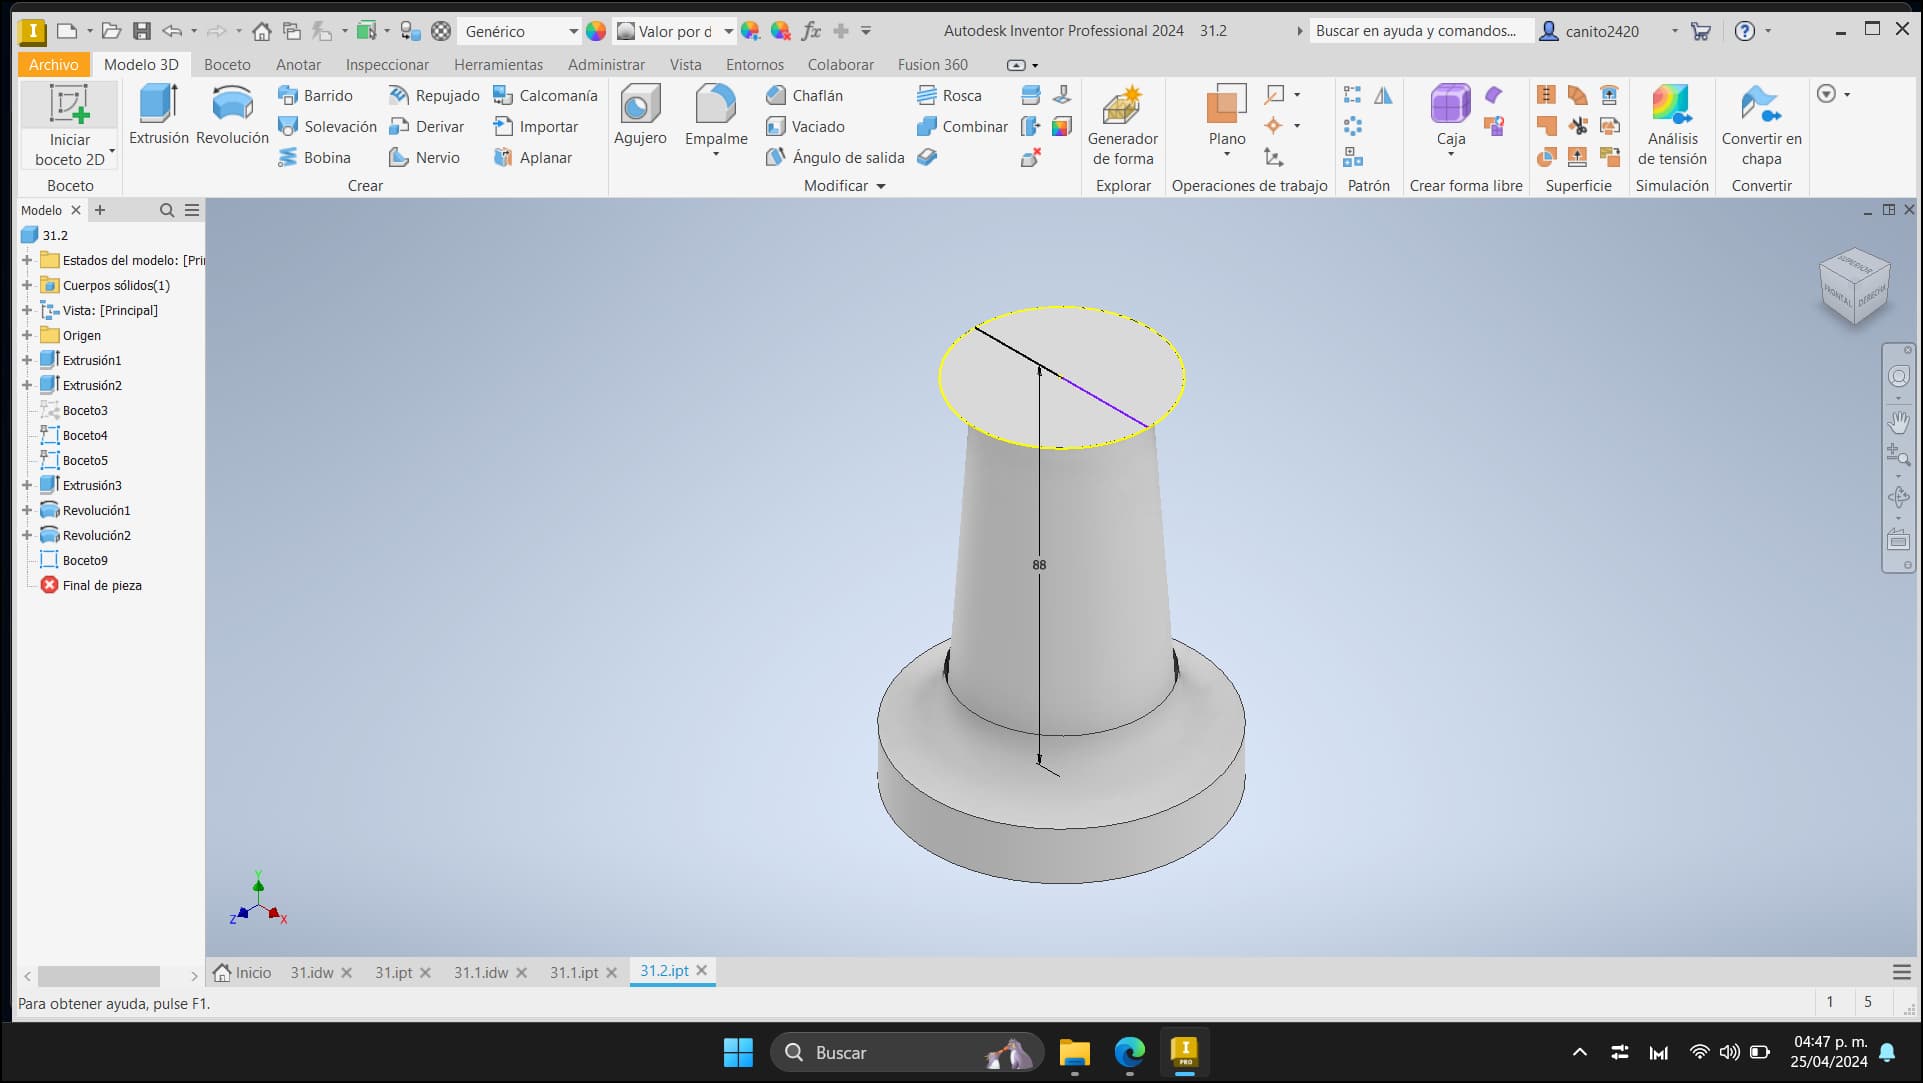 Genérico
Valor por d
fx
Autodesk Inventor Professional 2024 31.2
Buscar en ayuda y comandos...
canito2420
Archivo
Modelo 3D
Boceto
Anotar
Inspeccionar
Herramientas
Administrar
Vista
Entornos
Colaborar
Fusion 360
Iniciar
boceto 2D
Boceto
Extrusión
Revolución
Barrido
Solevación
Bobina
Repujado
Derivar
Nervio
Calcomanía
Importar
Aplanar
Crear
Agujero
Empalme
Chaflán
Vaciado
Ángulo de salida
Rosca
Combinar
Modificar
Generador
de forma
Explorar
Plano
Operaciones de trabajo
Patrón
Caja
Crear forma libre
Superficie
Análisis
de tensión
Simulación
Convertir en
chapa
Convertir
Modelo
31.2
Estados del modelo: [Pri
Cuerpos sólidos(1)
Vista: [Principal]
Origen
Extrusión1
Extrusión2
Boceto3
Boceto4
Boceto5
Extrusión3
Revolución1
Revolución2
Boceto9
Final de pieza
SUPERIOR
FRONTAL
DERECHA
88
Y
Z
X
Inicio
31.idw
31.ipt
31.1.idw
31.1.ipt
31.2.ipt
Para obtener ayuda, pulse F1.
1
5
Buscar
I
PRO
04:47 p. m.
25/04/2024